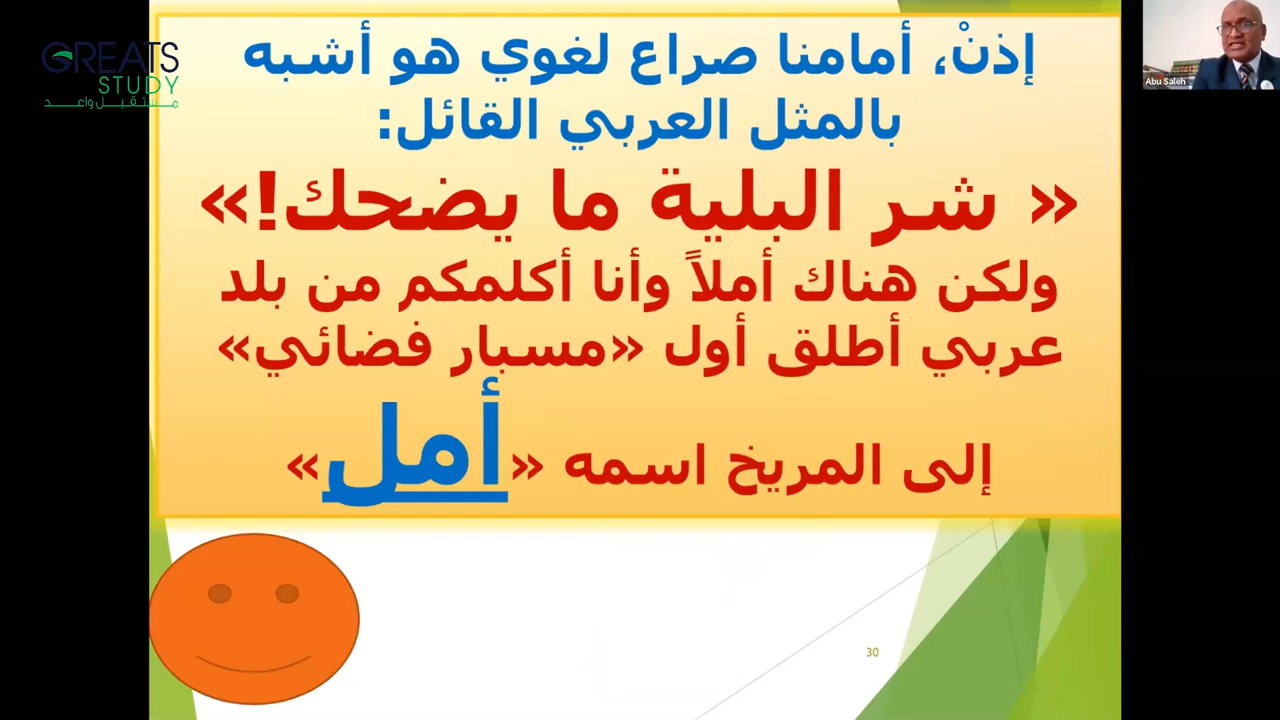 GREATS
STUDY
مستقبل واعد
Abu Saleh
إذنْ، أمامنا صراع لغوي هو أشبه
بالمثل العربي القائل:
« شر البلية ما يضحك!»
ولكن هناك أملاً وأنا أكلمكم من بلد
عربي أطلق أول «مسبار فضائي»
إلى المريخ اسمه «أمل»
30